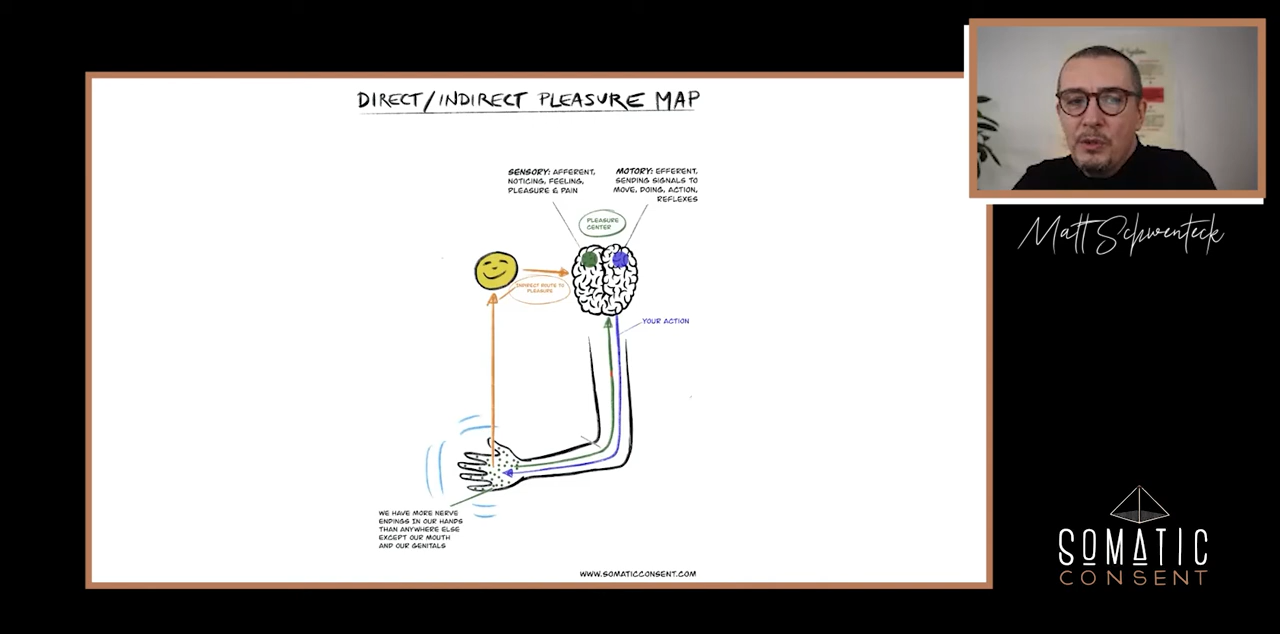 DIRECT/INDIRECT PLEASURE MAP
SENSORY: AFFERENT,
NOTICING, FEELING,
PLEASURE & PAIN
MOTORY: EFFERENT,
SENDING SIGNALS TO
MOVE, DOING, ACTION,
REFLEXES
PLEASURE
CENTER
INDIRECT ROUTE TO
PLEASURE
YOUR ACTION
WE HAVE MORE NERVE
ENDINGS IN OUR HANDS
THAN ANYWHERE ELSE
EXCEPT OUR MOUTH
AND OUR GENITALS
WWW.SOMATICCONSENT.COM
Matt Schwenteck
SOMATIC
CONSENT